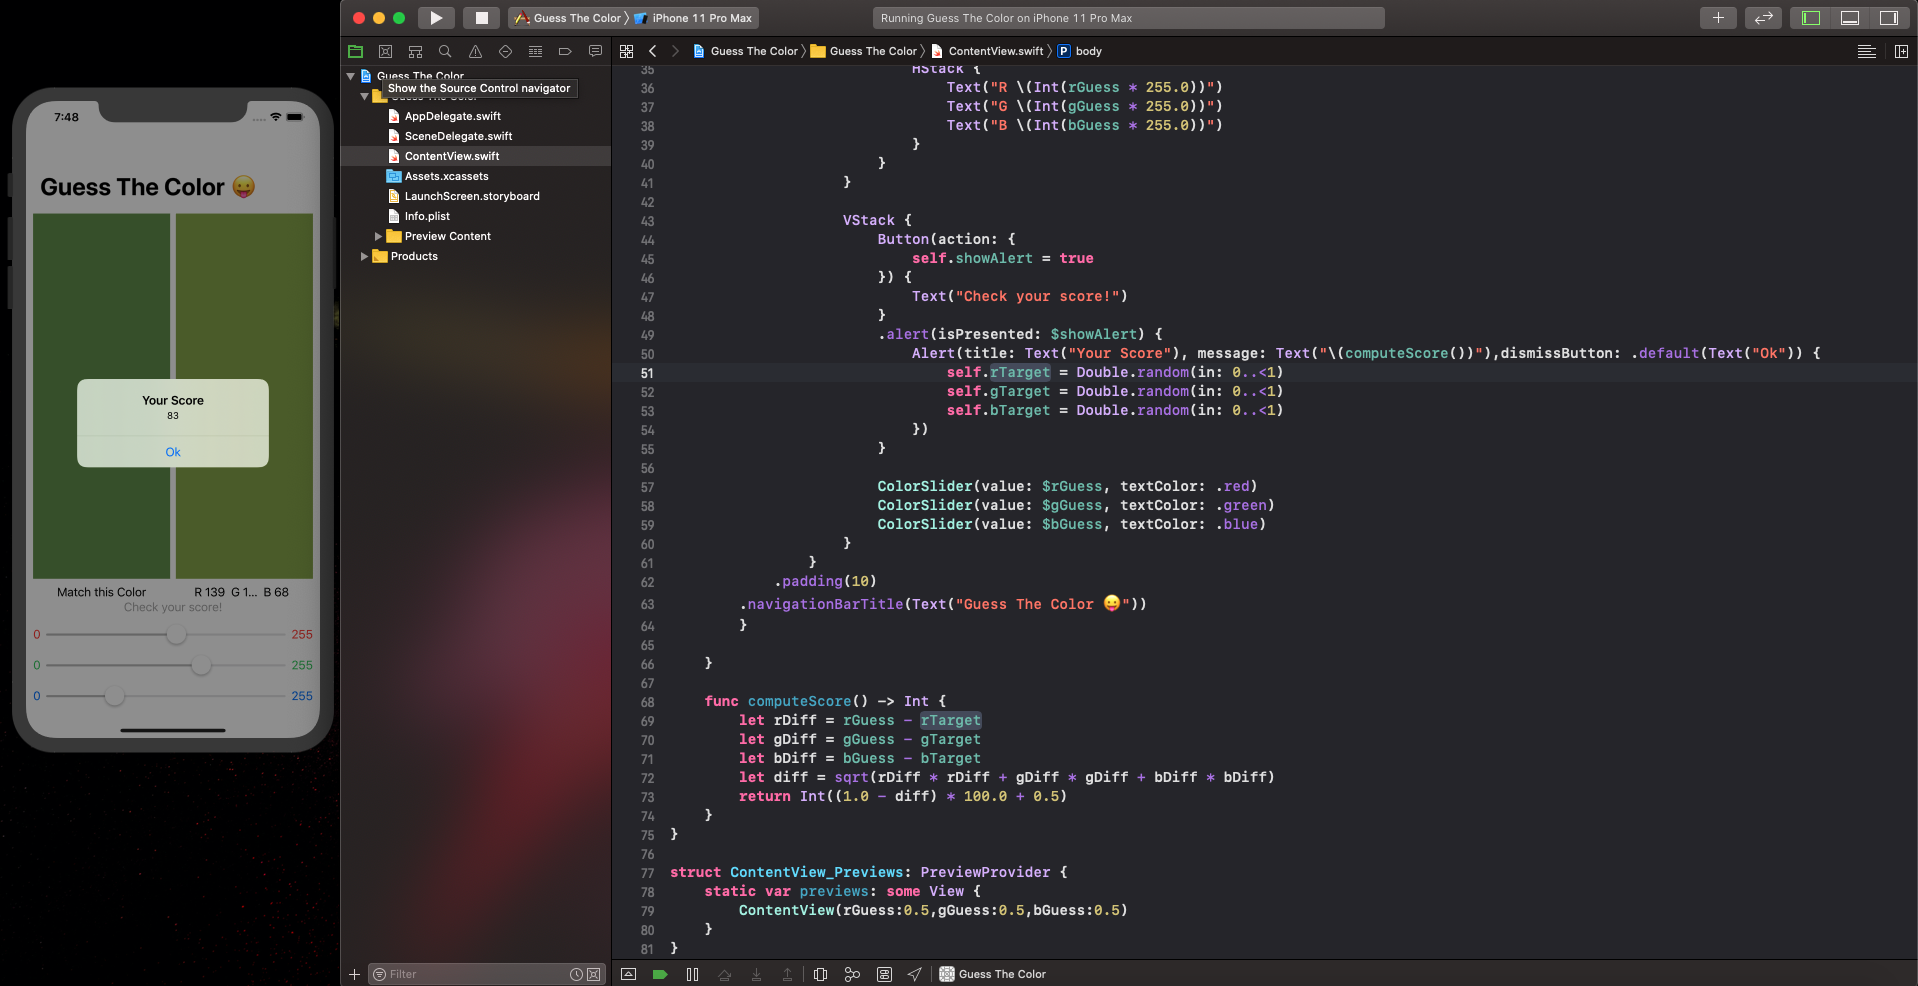 Guess The Color
iPhone 11 Pro Max
Running Guess The Color on iPhone 11 Pro Max
Guess The Color
Guess The Color
ContentView.swift
P
body
Guess The Color
Show the Source Control navigator
Guess The Color
AppDelegate.swift
SceneDelegate.swift
ContentView.swift
Assets.xcassets
LaunchScreen.storyboard
Info.plist
Preview Content
Products
Filter
7:48
Guess The Color 😛
Your Score
83
Ok
Match this Color
R 139 G 1... B 68
Check your score!
0 255
0 255
0 255
35 HStack {
36 Text("R \(Int(rGuess * 255.0))")
37 Text("G \(Int(gGuess * 255.0))")
38 Text("B \(Int(bGuess * 255.0))")
39 }
40 }
41 }
42
43 VStack {
44 Button(action: {
45 self.showAlert = true
46 }) {
47 Text("Check your score!")
48 }
49 .alert(isPresented: $showAlert) {
50 Alert(title: Text("Your Score"), message: Text("\(computeScore())"),dismissButton: .default(Text("Ok")) {
51 self.rTarget = Double.random(in: 0..<1)
52 self.gTarget = Double.random(in: 0..<1)
53 self.bTarget = Double.random(in: 0..<1)
54 })
55 }
56
57 ColorSlider(value: $rGuess, textColor: .red)
58 ColorSlider(value: $gGuess, textColor: .green)
59 ColorSlider(value: $bGuess, textColor: .blue)
60 }
61 }
62 .padding(10)
63 .navigationBarTitle(Text("Guess The Color 😛"))
64 }
65
66 }
67
68 func computeScore() -> Int {
69 let rDiff = rGuess - rTarget
70 let gDiff = gGuess - gTarget
71 let bDiff = bGuess - bTarget
72 let diff = sqrt(rDiff * rDiff + gDiff * gDiff + bDiff * bDiff)
73 return Int((1.0 - diff) * 100.0 + 0.5)
74 }
75 }
76
77 struct ContentView_Previews: PreviewProvider {
78 static var previews: some View {
79 ContentView(rGuess:0.5,gGuess:0.5,bGuess:0.5)
80 }
81 }
Guess The Color